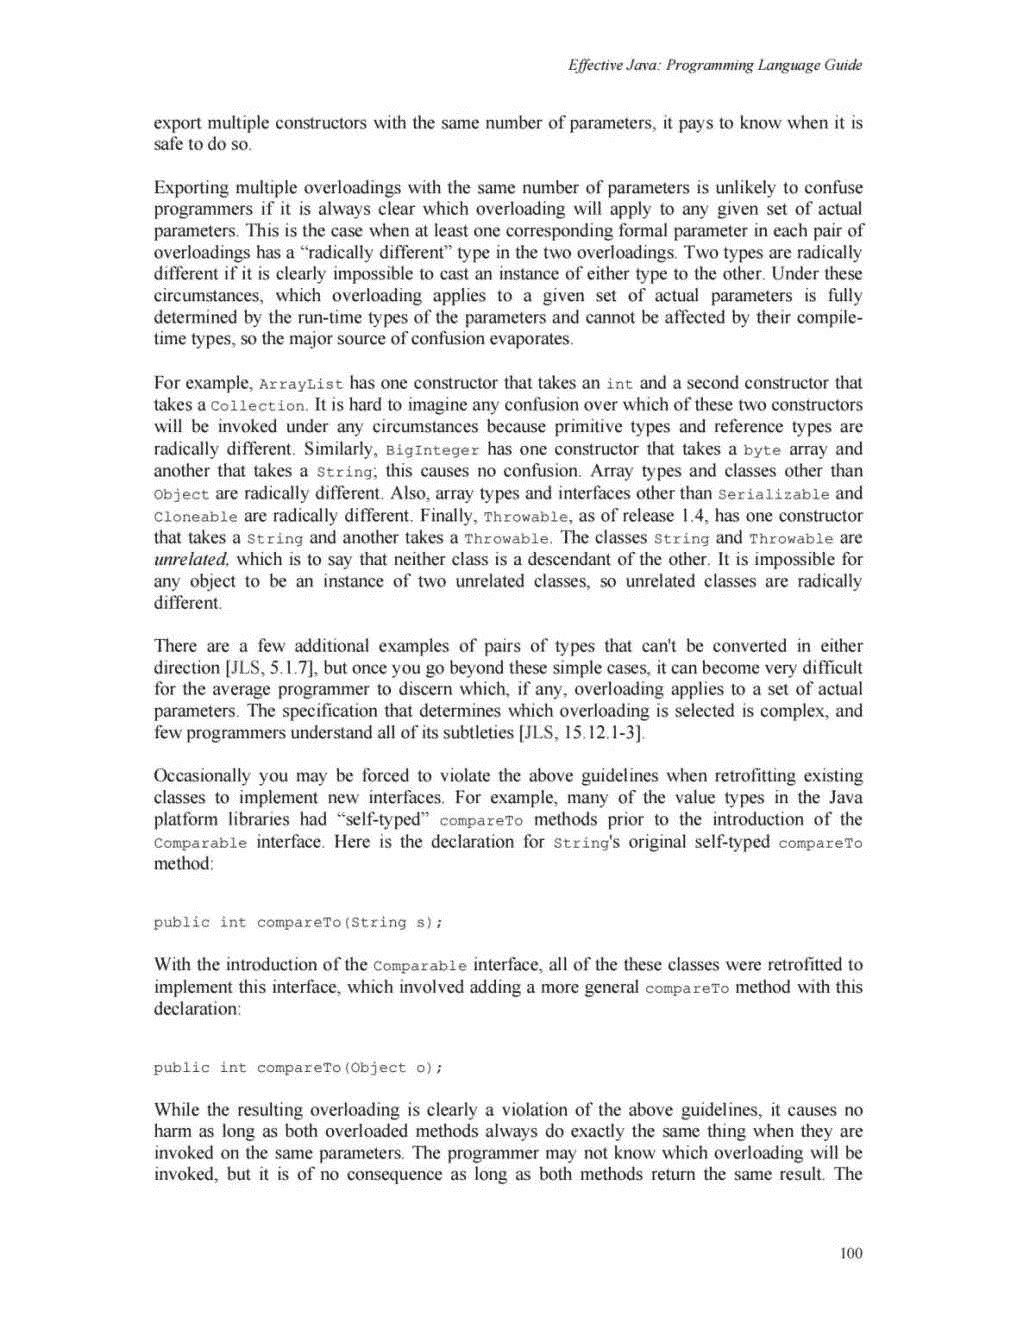 Effective Java: Programming Language Guide
export multiple constructors with the same number of parameters, it pays to know when it is
safe to do so.
Exporting multiple overloadings with the same number of parameters is unlikely to confuse
programmers if it is always clear which overloading will apply to any given set of actual
parameters. This is the case when at least one corresponding formal parameter in each pair of
overloadings has a “radically different” type in the two overloadings. Two types are radically
different if it is clearly impossible to cast an instance of either type to the other. Under these
circumstances, which overloading applies to a given set of actual parameters is fully
determined by the run-time types of the parameters and cannot be affected by their compile-
time types, so the major source of confusion evaporates.
For example, ArrayList has one constructor that takes an int and a second constructor that
takes a Collection. It is hard to imagine any confusion over which of these two constructors
will be invoked under any circumstances because primitive types and reference types are
radically different. Similarly, BigInteger has one constructor that takes a byte array and
another that takes a String; this causes no confusion. Array types and classes other than
Object are radically different. Also, array types and interfaces other than Serializable and
Cloneable are radically different. Finally, Throwable, as of release 1.4, has one constructor
that takes a String and another takes a Throwable. The classes String and Throwable are
unrelated, which is to say that neither class is a descendant of the other. It is impossible for
any object to be an instance of two unrelated classes, so unrelated classes are radically
different.
There are a few additional examples of pairs of types that can't be converted in either
direction [JLS, 5.1.7], but once you go beyond these simple cases, it can become very difficult
for the average programmer to discern which, if any, overloading applies to a set of actual
parameters. The specification that determines which overloading is selected is complex, and
few programmers understand all of its subtleties [JLS, 15.12.1-3].
Occasionally you may be forced to violate the above guidelines when retrofitting existing
classes to implement new interfaces. For example, many of the value types in the Java
platform libraries had “self-typed” compareTo methods prior to the introduction of the
Comparable interface. Here is the declaration for String's original self-typed compareTo
method:
public int compareTo(String s);
With the introduction of the Comparable interface, all of the these classes were retrofitted to
implement this interface, which involved adding a more general compareTo method with this
declaration:
public int compareTo(Object o);
While the resulting overloading is clearly a violation of the above guidelines, it causes no
harm as long as both overloaded methods always do exactly the same thing when they are
invoked on the same parameters. The programmer may not know which overloading will be
invoked, but it is of no consequence as long as both methods return the same result. The
100